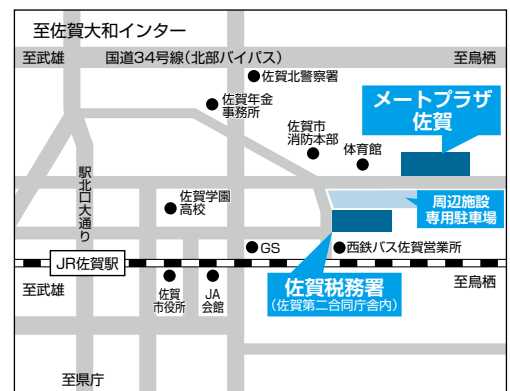 至佐賀大和インター
至武雄
国道34号線(北部バイパス)
至鳥栖
佐賀北警察署
佐賀年金
事務所
メートプラザ
佐賀
佐賀市
消防本部
体育館
駅北口大通り
佐賀学園
高校
周辺施設
専用駐車場
GS
西鉄バス佐賀営業所
JR佐賀駅
至武雄
佐賀
市役所
JA
会館
佐賀税務署
(佐賀第二合同庁舎内)
至鳥栖
至県庁